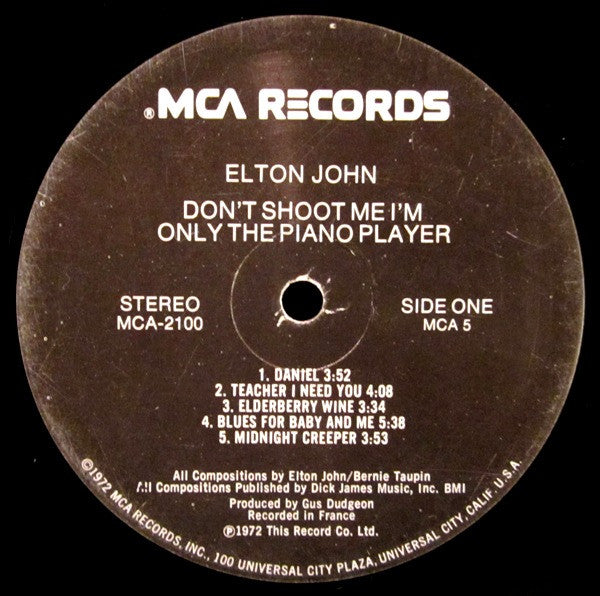 ®MCA RECORDS
ELTON JOHN
DON'T SHOOT ME I'M
ONLY THE PIANO PLAYER
STEREO
MCA-2100
SIDE ONE
MCA 5
1. DANIEL 3:52
2. TEACHER I NEED YOU 4:08
3. ELDERBERRY WINE 3:34
4. BLUES FOR BABY AND ME 5:38
5. MIDNIGHT CREEPER 3:53
All Compositions by Elton John/Bernie Taupin
All Compositions Published by Dick James Music, Inc. BMI
Produced by Gus Dudgeon
Recorded in France
℗1972 This Record Co. Ltd.
©1972 MCA RECORDS, INC., 100 UNIVERSAL CITY PLAZA, UNIVERSAL CITY, CALIF. U.S.A.